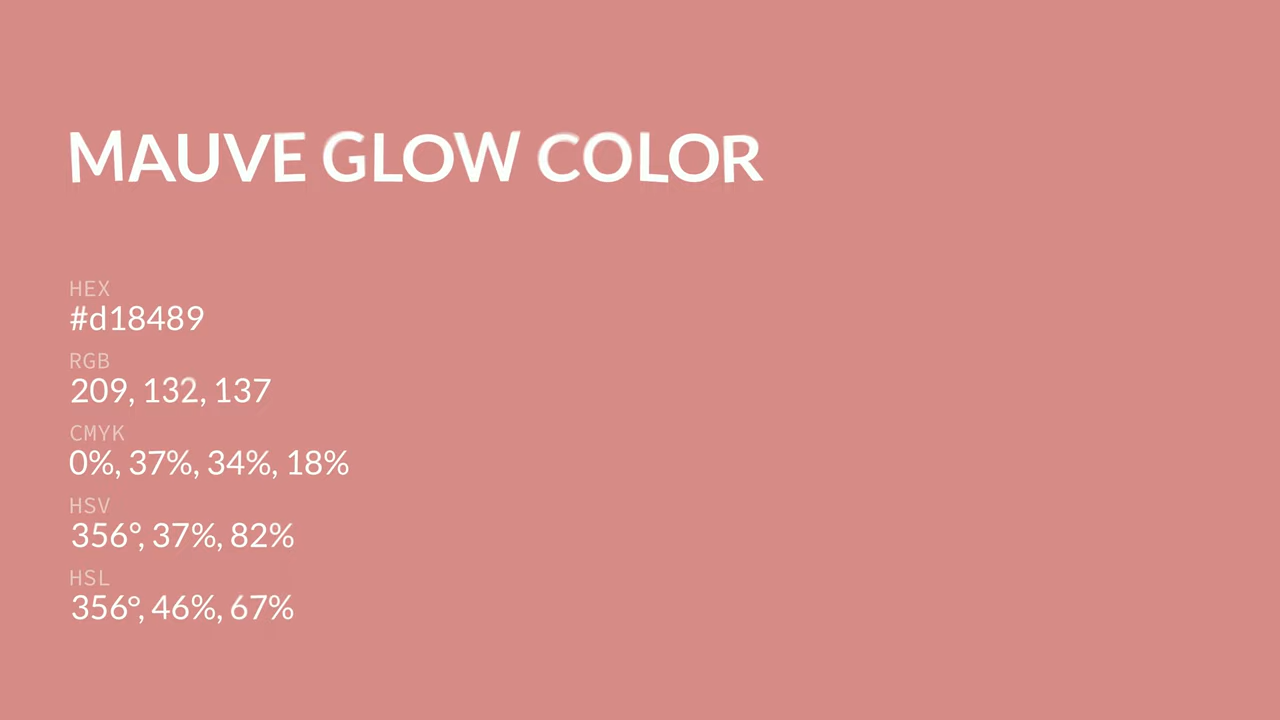 MAUVE GLOW COLOR
HEX
#d18489
RGB
209, 132, 137
CMYK
0%, 37%, 34%, 18%
HSV
356°, 37%, 82%
HSL
356°, 46%, 67%